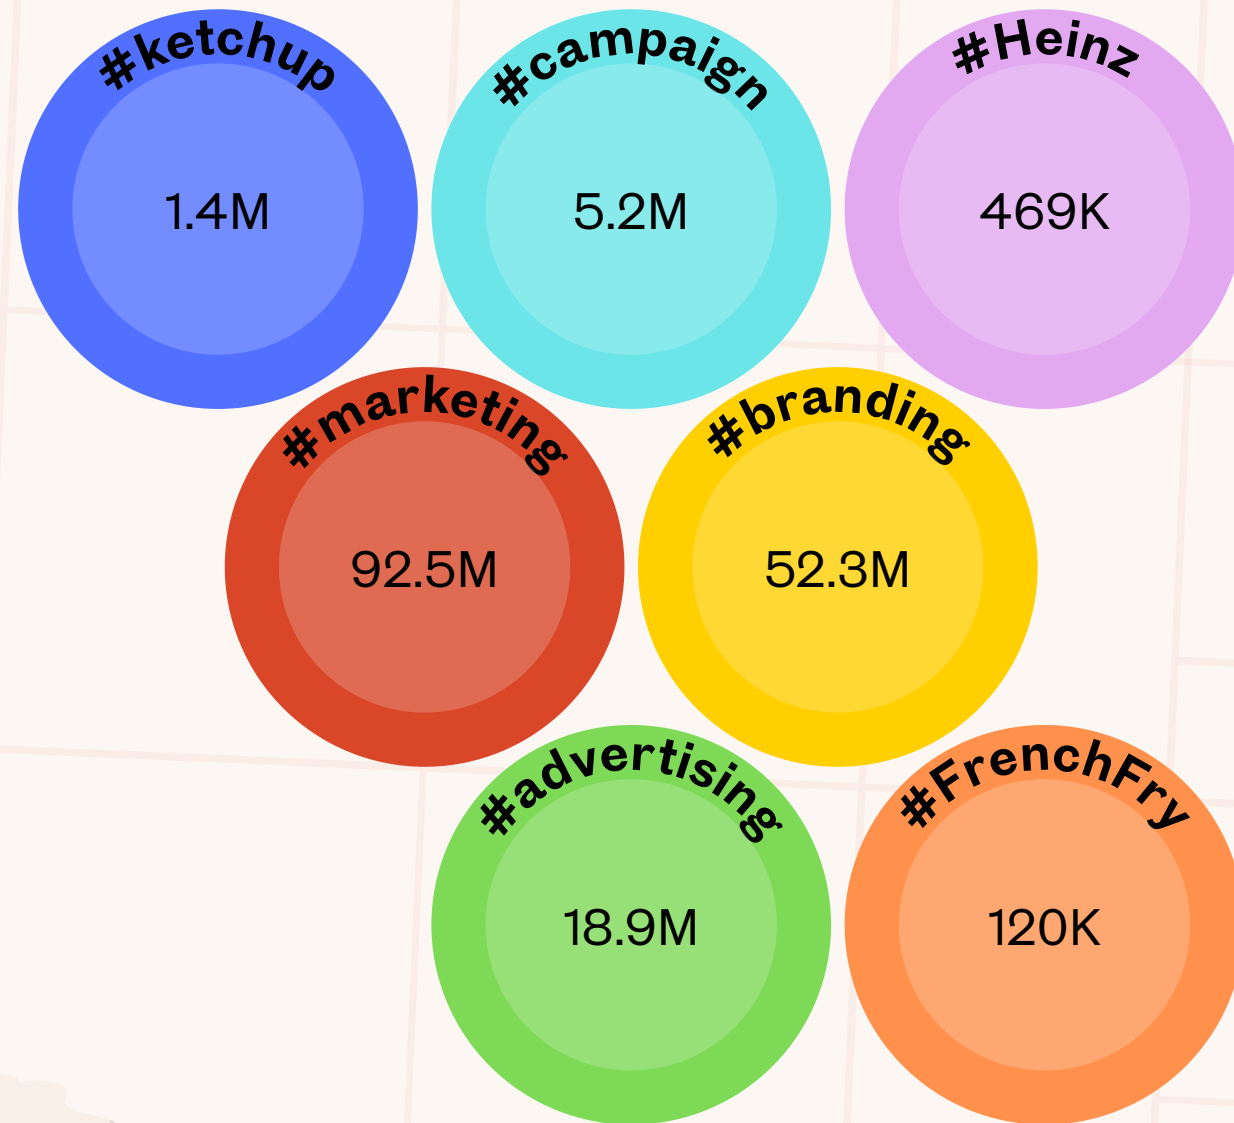 #ketchup
1.4M
#campaign
5.2M
#Heinz
469K
#marketing
92.5M
#branding
52.3M
#advertising
18.9M
#FrenchFry
120K